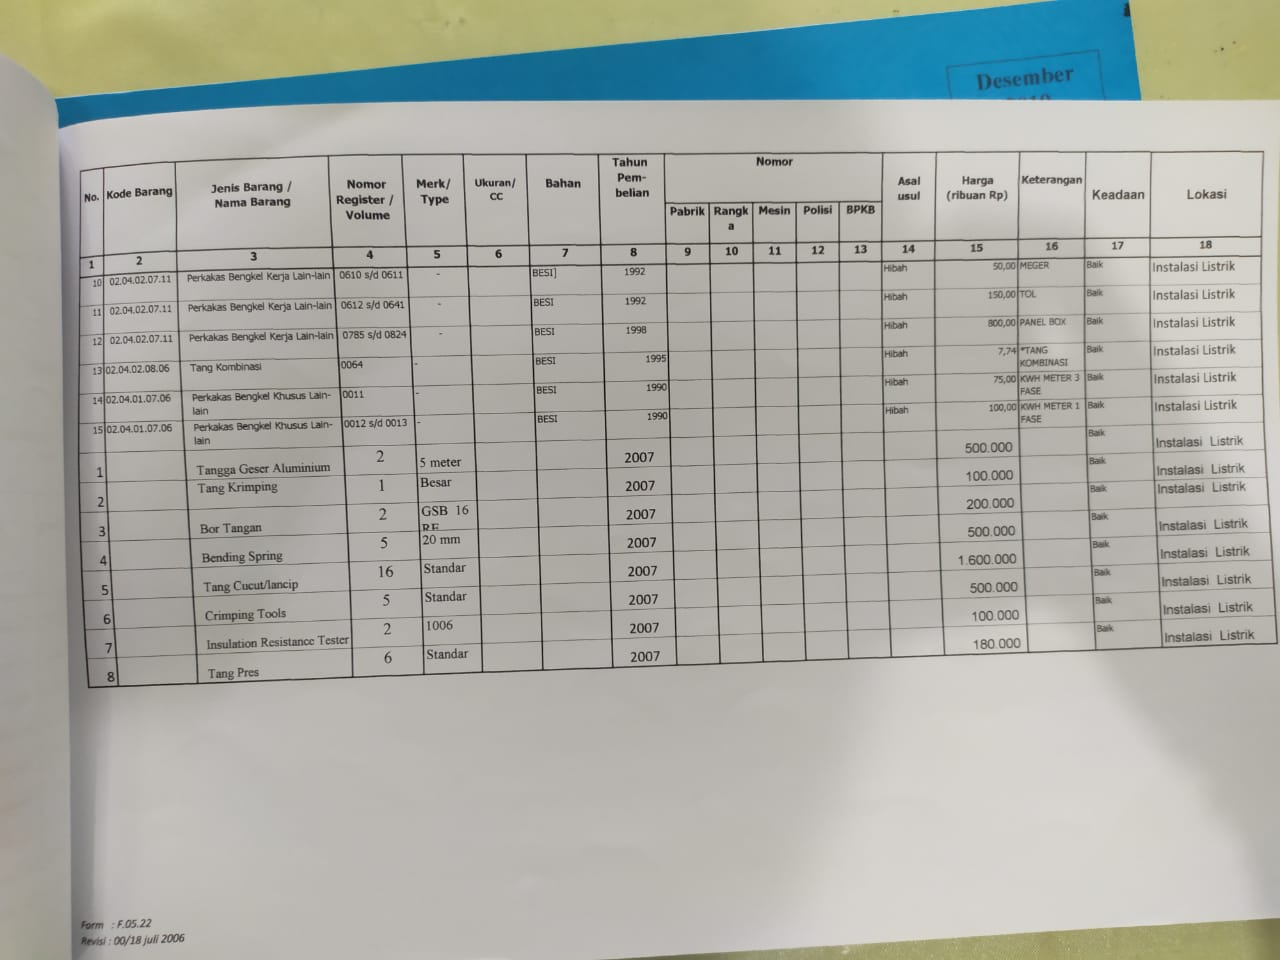 Desember
No. Kode Barang Jenis Barang / Nama Barang Nomor Register / Volume Merk/ Type Ukuran/ CC Bahan Tahun Pem-belian Nomor Asal usul Harga (ribuan Rp) Keterangan Keadaan Lokasi
Pabrik Rangka Mesin Polisi BPKB
1 2 3 4 5 6 7 8 9 10 11 12 13 14 15 16 17 18
10 02.04.02.07.11 Perkakas Bengkel Kerja Lain-lain 0610 s/d 0611 - BESI] 1992 Hibah 50,00 MEGER Baik Instalasi Listrik
11 02.04.02.07.11 Perkakas Bengkel Kerja Lain-lain 0612 s/d 0641 - BESI 1992 Hibah 150,00 TOL Baik Instalasi Listrik
12 02.04.02.07.11 Perkakas Bengkel Kerja Lain-lain 0785 s/d 0824 - BESI 1998 Hibah 800,00 PANEL BOX Baik Instalasi Listrik
13 02.04.02.08.06 Tang Kombinasi 0064 - BESI 1995 Hibah 7,74 *TANG KOMBINASI Baik Instalasi Listrik
14 02.04.01.07.06 Perkakas Bengkel Khusus Lain-lain 0011 - BESI 1990 Hibah 75,00 KWH METER 3 FASE Baik Instalasi Listrik
15 02.04.01.07.06 Perkakas Bengkel Khusus Lain-lain 0012 s/d 0013 - BESI 1990 Hibah 100,00 KWH METER 1 FASE Baik Instalasi Listrik
1 Tangga Geser Aluminium 2 5 meter 2007 500.000 Baik Instalasi Listrik
2 Tang Krimping 1 Besar 2007 100.000 Baik Instalasi Listrik
3 Bor Tangan 2 GSB 16 RE 2007 200.000 Baik Instalasi Listrik
4 Bending Spring 5 20 mm 2007 500.000 Baik Instalasi Listrik
5 Tang Cucut/lancip 16 Standar 2007 1.600.000 Baik Instalasi Listrik
6 Crimping Tools 5 Standar 2007 500.000 Baik Instalasi Listrik
7 Insulation Resistance Tester 2 1006 2007 100.000 Baik Instalasi Listrik
8 Tang Pres 6 Standar 2007 180.000 Baik Instalasi Listrik
Form : F.05.22
Revisi : 00/18 juli 2006